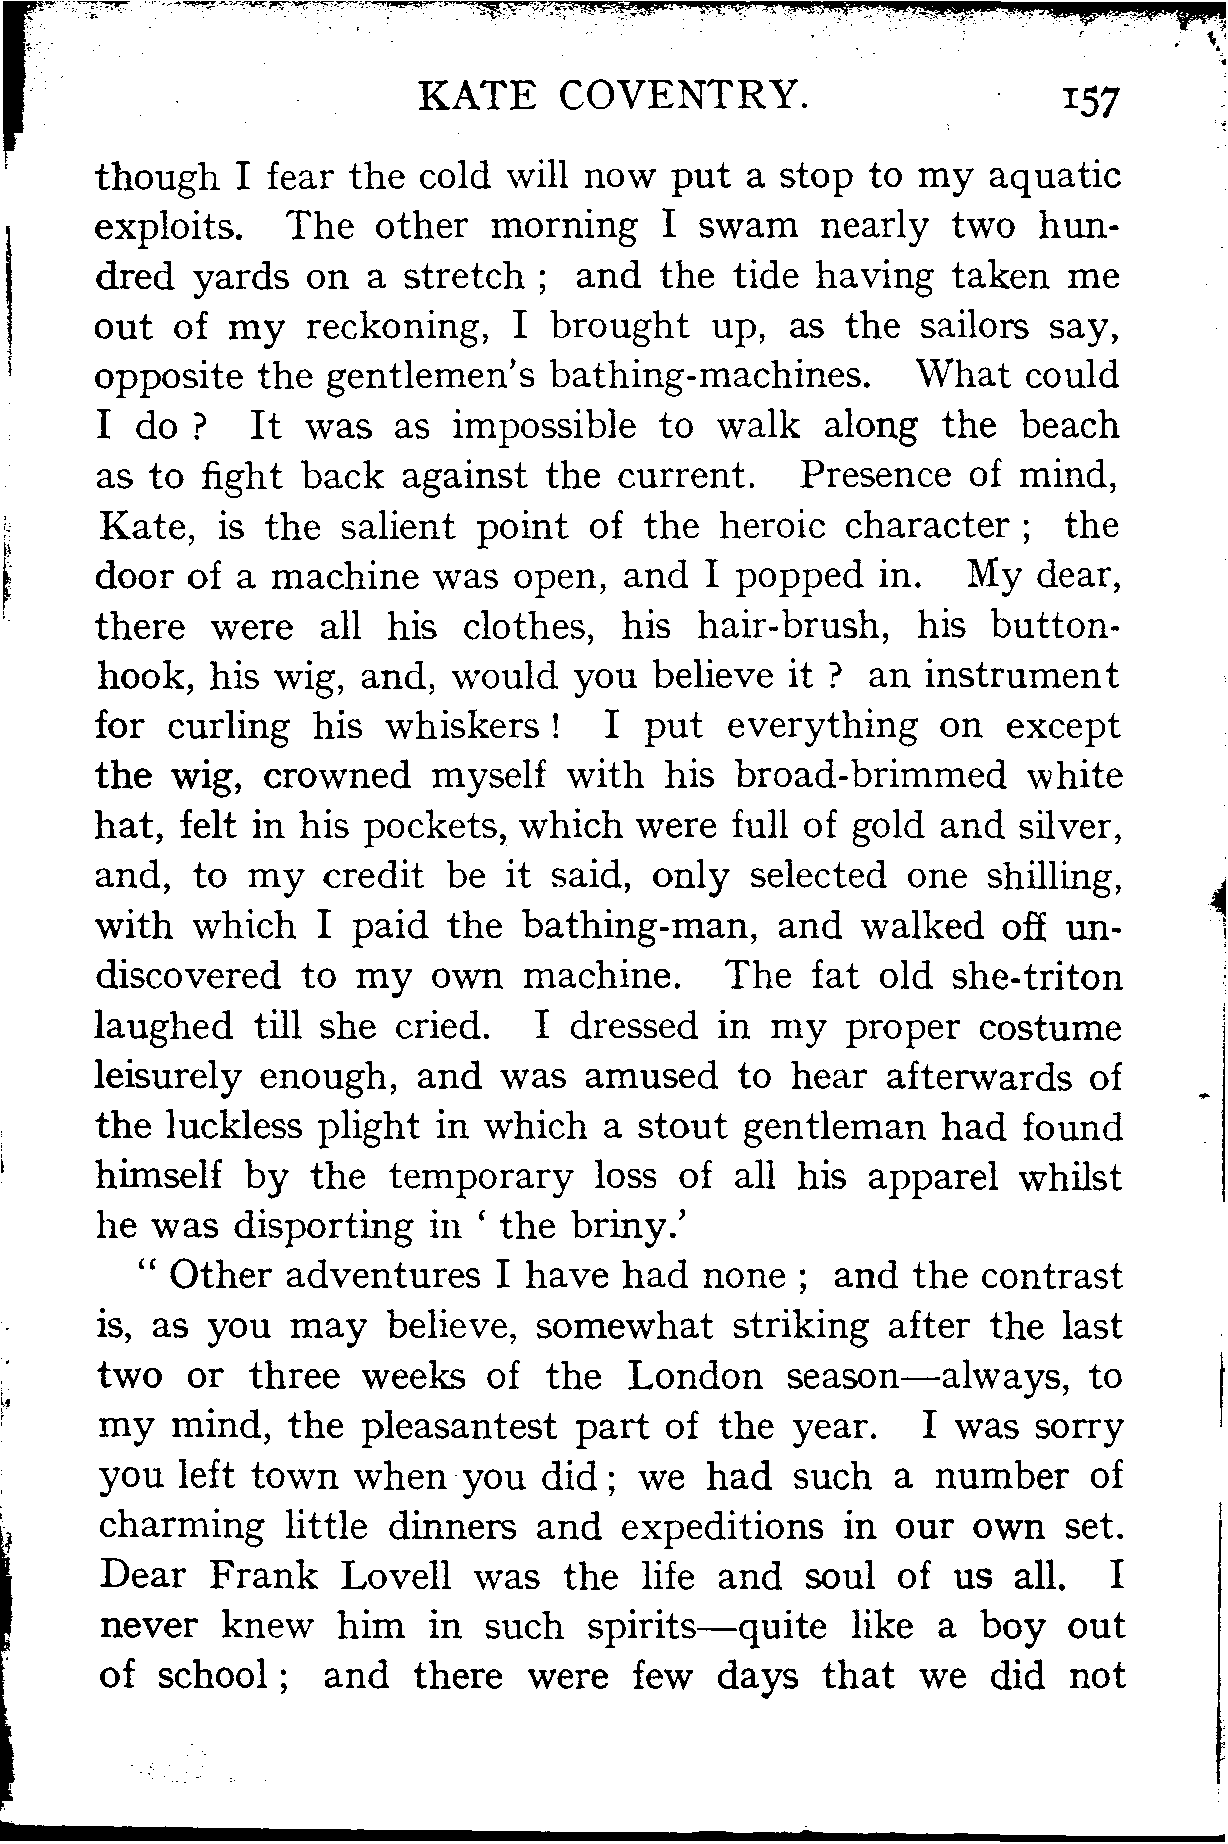 KATE COVENTRY. 157
though I fear the cold will now put a stop to my aquatic
exploits. The other morning I swam nearly two hun-
dred yards on a stretch ; and the tide having taken me
out of my reckoning, I brought up, as the sailors say,
opposite the gentlemen's bathing-machines. What could
I do ? It was as impossible to walk along the beach
as to fight back against the current. Presence of mind,
Kate, is the salient point of the heroic character ; the
door of a machine was open, and I popped in. My dear,
there were all his clothes, his hair-brush, his button-
hook, his wig, and, would you believe it ? an instrument
for curling his whiskers ! I put everything on except
the wig, crowned myself with his broad-brimmed white
hat, felt in his pockets, which were full of gold and silver,
and, to my credit be it said, only selected one shilling,
with which I paid the bathing-man, and walked off un-
discovered to my own machine. The fat old she-triton
laughed till she cried. I dressed in my proper costume
leisurely enough, and was amused to hear afterwards of
the luckless plight in which a stout gentleman had found
himself by the temporary loss of all his apparel whilst
he was disporting in ‘ the briny.’
“ Other adventures I have had none ; and the contrast
is, as you may believe, somewhat striking after the last
two or three weeks of the London season—always, to
my mind, the pleasantest part of the year. I was sorry
you left town when you did ; we had such a number of
charming little dinners and expeditions in our own set.
Dear Frank Lovell was the life and soul of us all. I
never knew him in such spirits—quite like a boy out
of school ; and there were few days that we did not